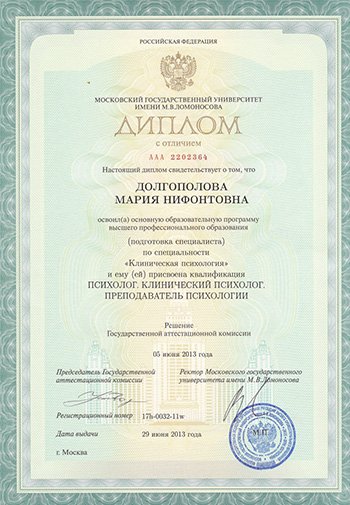 РОССИЙСКАЯ ФЕДЕРАЦИЯ
МОСКОВСКИЙ ГОСУДАРСТВЕННЫЙ УНИВЕРСИТЕТ
ИМЕНИ М.В.ЛОМОНОСОВА
ДИПЛОМ
С ОТЛИЧИЕМ
ААА 2202364
Настоящий диплом свидетельствует о том, что
ДОЛГОПОЛОВА
МАРИЯ НИФОНТОВНА
освоил(а) основную образовательную программу
высшего профессионального образования
(подготовка специалиста)
по специальности
«Клиническая психология»
и ему (ей) присвоена квалификация
ПСИХОЛОГ. КЛИНИЧЕСКИЙ ПСИХОЛОГ.
ПРЕПОДАВАТЕЛЬ ПСИХОЛОГИИ
Решение
Государственной аттестационной комиссии
05 июня 2013 года
Председатель Государственной аттестационной комиссии
Ректор Московского государственного университета имени М.В.Ломоносова
Регистрационный номер 17h-0032-11w
М.П.
Дата выдачи 29 июня 2013 года
г. Москва